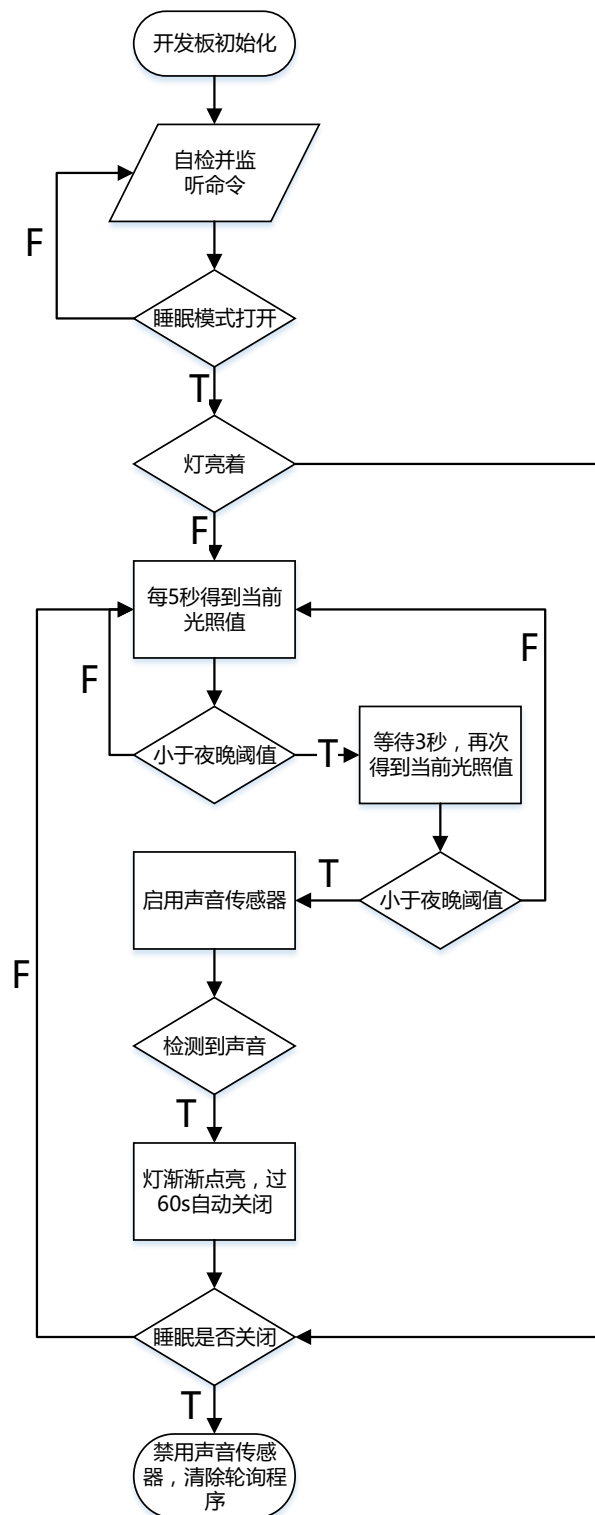 开发板初始化
自检并监
听命令
F
睡眠模式打开
T
灯亮着
F
每5秒得到当前
光照值
F
F
小于夜晚阈值
T
等待3秒，再次
得到当前光照值
启用声音传感器
T
小于夜晚阈值
F
检测到声音
T
灯渐渐点亮，过
60s自动关闭
睡眠是否关闭
T
禁用声音传感
器，清除轮询程
序